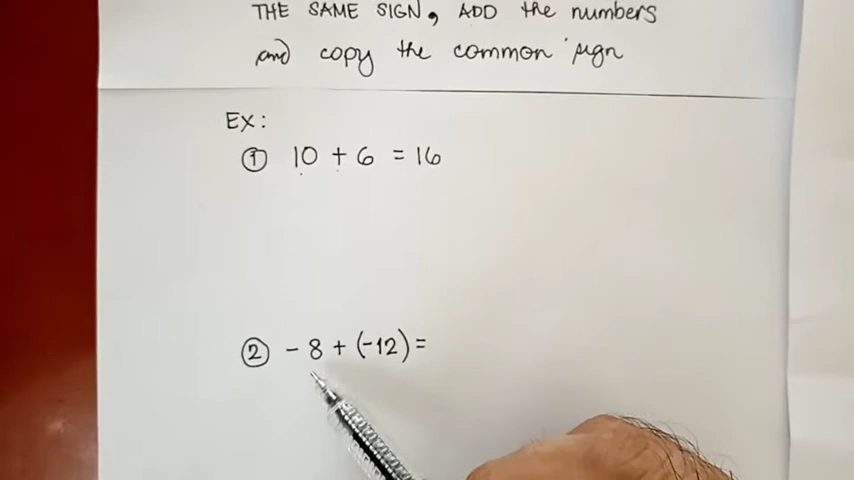 THE SAME SIGN, ADD the numbers
and copy the common sign
EX:
① 10 + 6 = 16
② - 8 + (-12) =